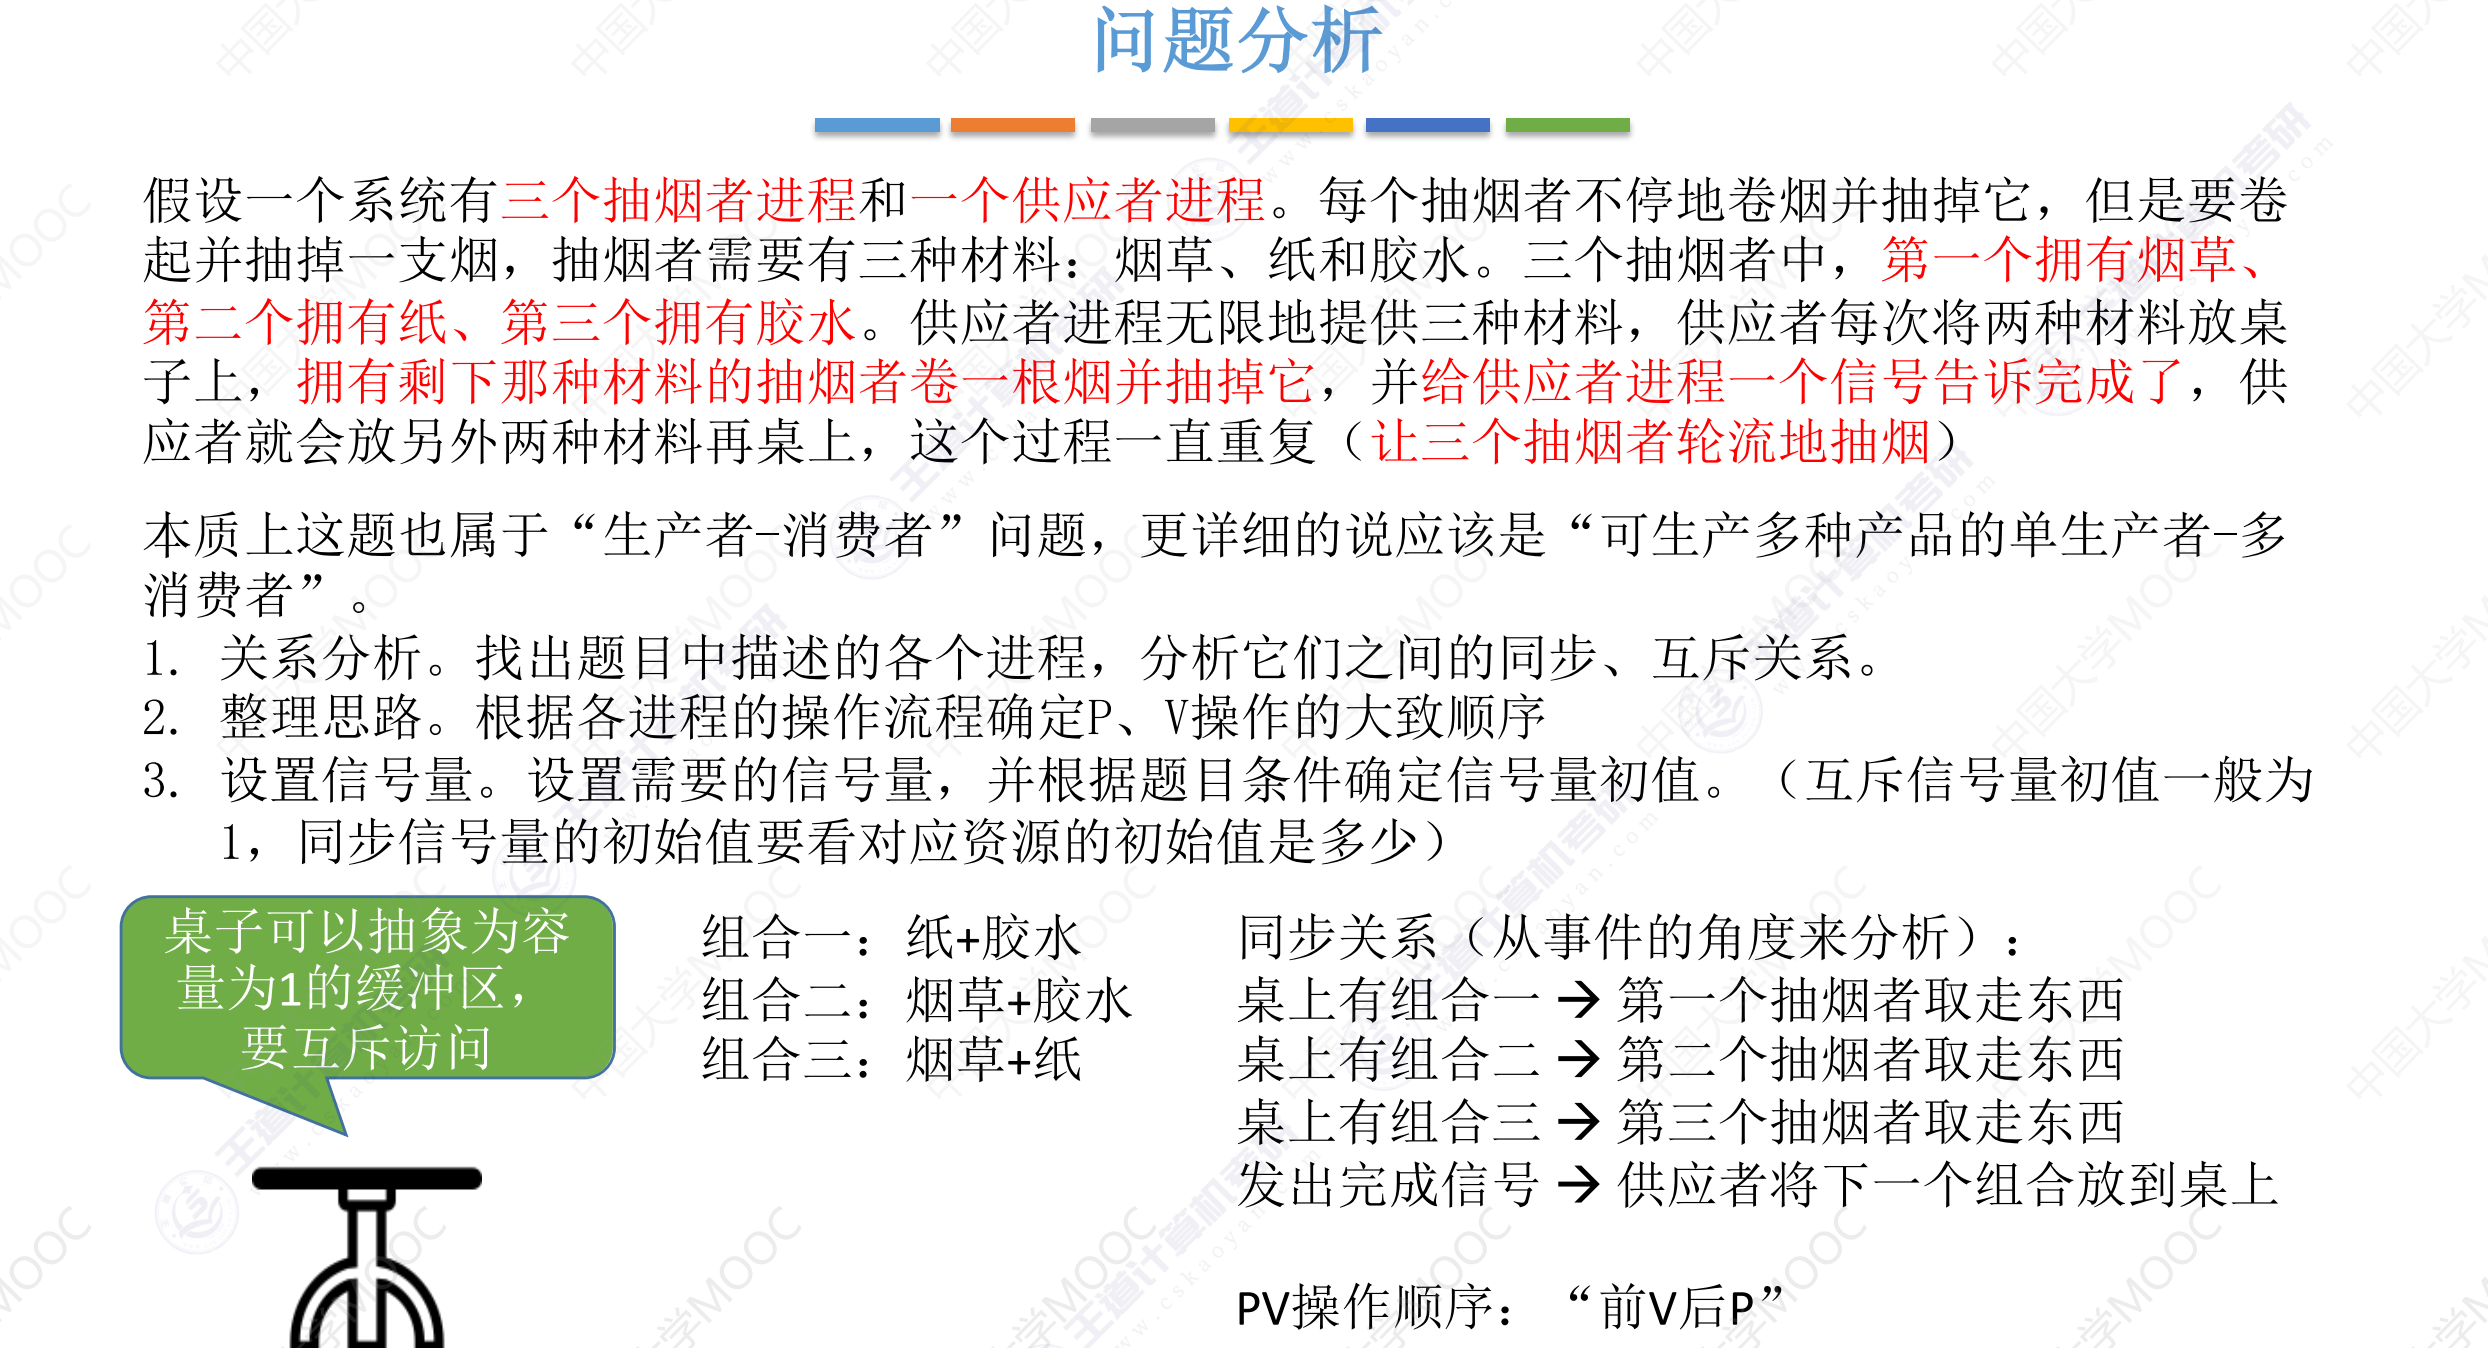 问题分析
假设一个系统有三个抽烟者进程和一个供应者进程。每个抽烟者不停地卷烟并抽掉它，但是要卷
起并抽掉一支烟，抽烟者需要有三种材料：烟草、纸和胶水。三个抽烟者中，第一个拥有烟草、
第二个拥有纸、第三个拥有胶水。供应者进程无限地提供三种材料，供应者每次将两种材料放桌
子上，拥有剩下那种材料的抽烟者卷一根烟并抽掉它，并给供应者进程一个信号告诉完成了，供
应者就会放另外两种材料再桌上，这个过程一直重复（让三个抽烟者轮流地抽烟）
本质上这题也属于“生产者-消费者”问题，更详细的说应该是“可生产多种产品的单生产者-多
消费者”。
1. 关系分析。找出题目中描述的各个进程，分析它们之间的同步、互斥关系。
2. 整理思路。根据各进程的操作流程确定P、V操作的大致顺序
3. 设置信号量。设置需要的信号量，并根据题目条件确定信号量初值。（互斥信号量初值一般为
1，同步信号量的初始值要看对应资源的初始值是多少）
桌子可以抽象为容
量为1的缓冲区，
要互斥访问
组合一：纸+胶水
组合二：烟草+胶水
组合三：烟草+纸
同步关系（从事件的角度来分析）：
桌上有组合一 → 第一个抽烟者取走东西
桌上有组合二 → 第二个抽烟者取走东西
桌上有组合三 → 第三个抽烟者取走东西
发出完成信号 → 供应者将下一个组合放到桌上
PV操作顺序：“前V后P”
中国大学MOOC
王道计算机考研
www.cskaoyan.com